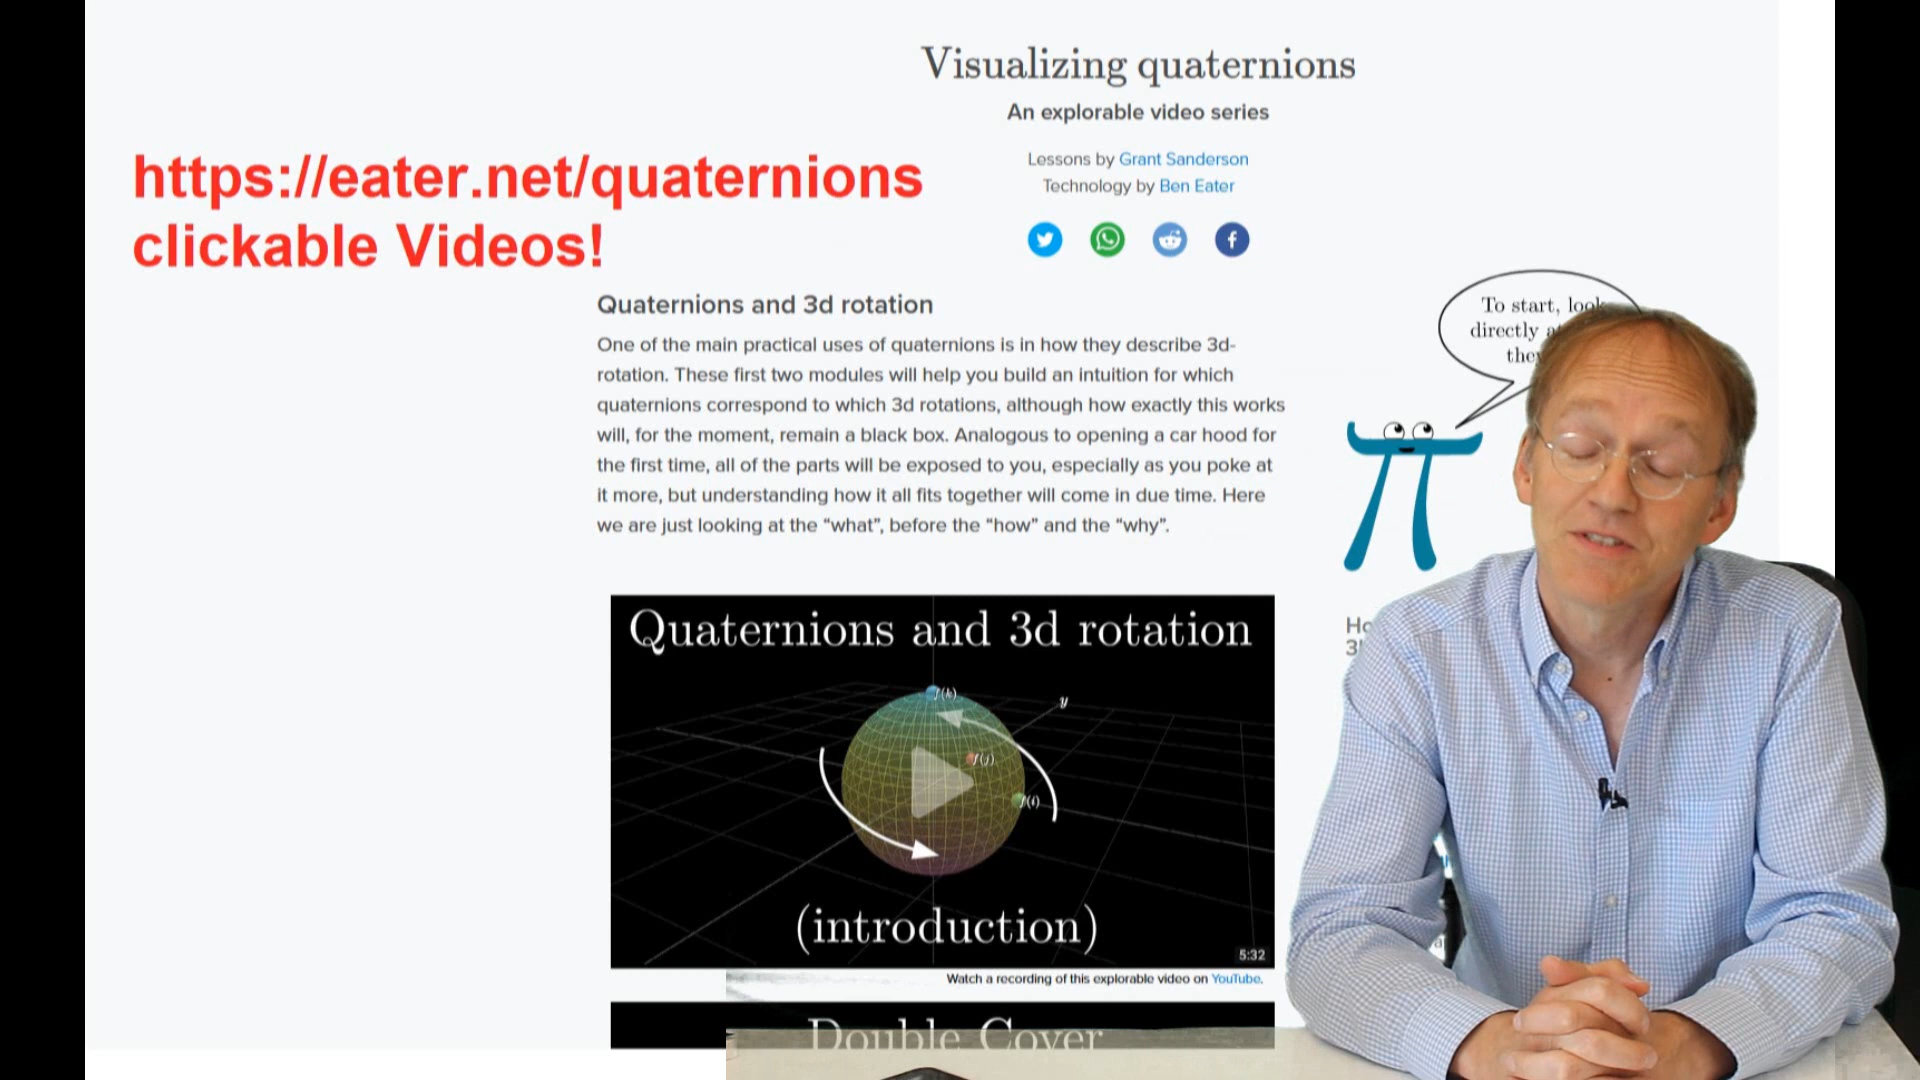 Visualizing quaternions
An explorable video series
Lessons by Grant Sanderson
Technology by Ben Eater
https://eater.net/quaternions
clickable Videos!
Quaternions and 3d rotation
One of the main practical uses of quaternions is in how they describe 3d-
rotation. These first two modules will help you build an intuition for which
quaternions correspond to which 3d rotations, although how exactly this works
will, for the moment, remain a black box. Analogous to opening a car hood for
the first time, all of the parts will be exposed to you, especially as you poke at
it more, but understanding how it all fits together will come in due time. Here
we are just looking at the “what”, before the “how” and the “why”.
To start, look
directly
Quaternions and 3d rotation
f(k)
y
f(j)
f(i)
(introduction)
5:32
Watch a recording of this explorable video on YouTube.
Double Cover